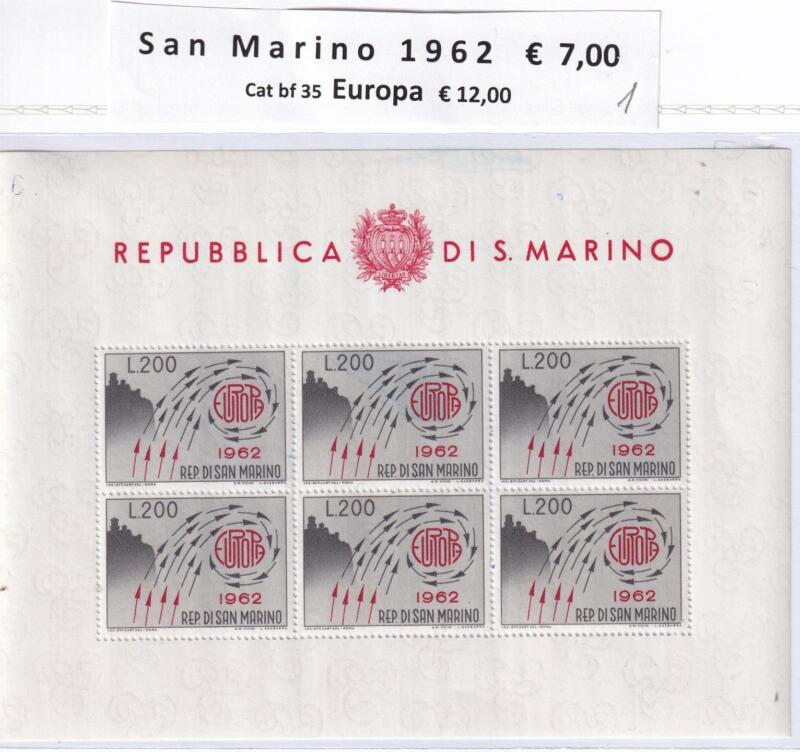 San Marino 1962 € 7,00
Cat bf 35 Europa € 12,00
1
REPUBBLICA DI S. MARINO
LIBERTAS
L.200
EUROPA
1962
REP. DI SAN MARINO
L.200
EUROPA
1962
REP. DI SAN MARINO
L.200
EUROPA
1962
REP. DI SAN MARINO
L.200
EUROPA
1962
REP. DI SAN MARINO
L.200
EUROPA
1962
REP. DI SAN MARINO
L.200
EUROPA
1962
REP. DI SAN MARINO